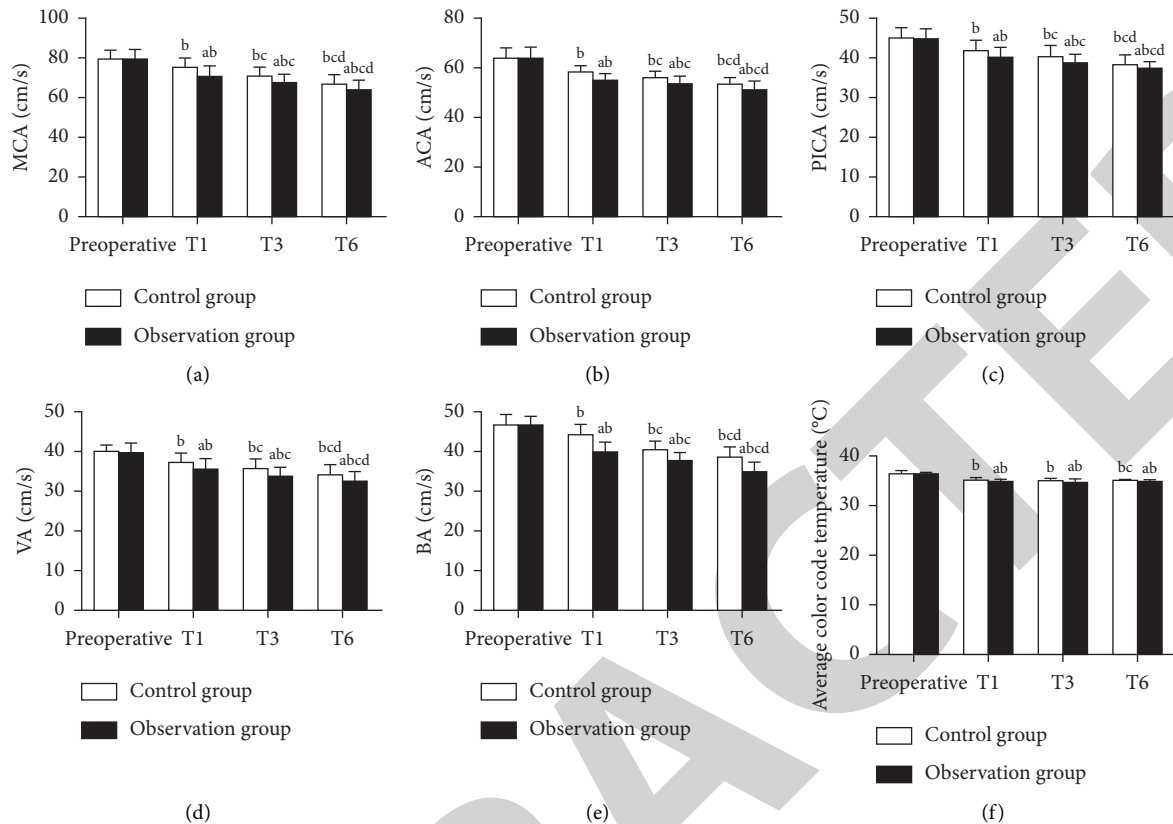 100
80
60
40
20
0
MCA (cm/s)
b ab bc abc bcd abcd
Preoperative T1 T3 T6
Control group
Observation group
(a)
80
60
40
20
0
ACA (cm/s)
b ab bc abc bcd abcd
Preoperative T1 T3 T6
Control group
Observation group
(b)
50
40
30
20
10
0
PICA (cm/s)
b ab bc abc bcd abcd
Preoperative T1 T3 T6
Control group
Observation group
(c)
50
40
30
20
10
0
VA (cm/s)
b ab bc abc bcd abcd
Preoperative T1 T3 T6
Control group
Observation group
(d)
50
40
30
20
10
0
BA (cm/s)
b ab bc abc bcd abcd
Preoperative T1 T3 T6
Control group
Observation group
(e)
40
30
20
10
0
Average color code temperature (°C)
b ab b ab bc ab
Preoperative T1 T3 T6
Control group
Observation group
(f)